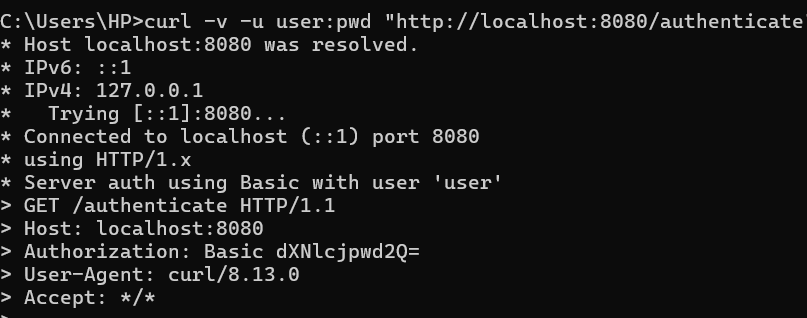 C:\Users\HP>curl -v -u user:pwd "http://localhost:8080/authenticate"
* Host localhost:8080 was resolved.
* IPv6: ::1
* IPv4: 127.0.0.1
*   Trying [::1]:8080...
* Connected to localhost (::1) port 8080
* using HTTP/1.x
* Server auth using Basic with user 'user'
> GET /authenticate HTTP/1.1
> Host: localhost:8080
> Authorization: Basic dXNlcjpwd2Q=
> User-Agent: curl/8.13.0
> Accept: */*
>